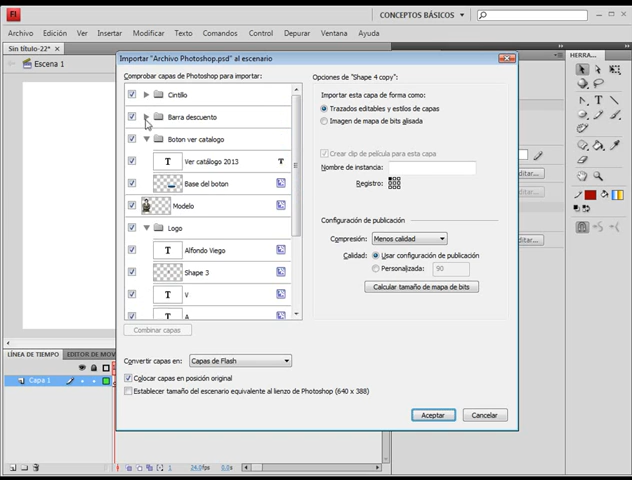 Fl
CONCEPTOS BÁSICOS
Archivo Edición Ver Insertar Modificar Texto Comandos Control Depurar Ventana Ayuda
Sin título-22*
Escena 1
HERRA...
Importar "Archivo Photoshop.psd" al escenario
Comprobar capas de Photoshop para importar:
Cintillo
Barra descuento
Boton ver catalogo
T Ver catálogo 2013 T
Base del boton
Modelo
Logo
T Alfondo Viego
Shape 3
T V
T A
Combinar capas
Opciones de "Shape 4 copy":
Importar esta capa de forma como:
Trazados editables y estilos de capas
Imagen de mapa de bits alisada
Crear clip de película para esta capa
Nombre de instancia:
Registro:
Configuración de publicación
Compresión: Menos calidad
Calidad: Usar configuración de publicación
Personalizada: 90
Calcular tamaño de mapa de bits
ditar...
ditar...
Convertir capas en: Capas de Flash
Colocar capas en posición original
Establecer tamaño del escenario equivalente al lienzo de Photoshop (640 x 388)
Aceptar Cancelar
LÍNEA DE TIEMPO EDITOR DE MOV
Capa 1
1 24.0fps 0.0s